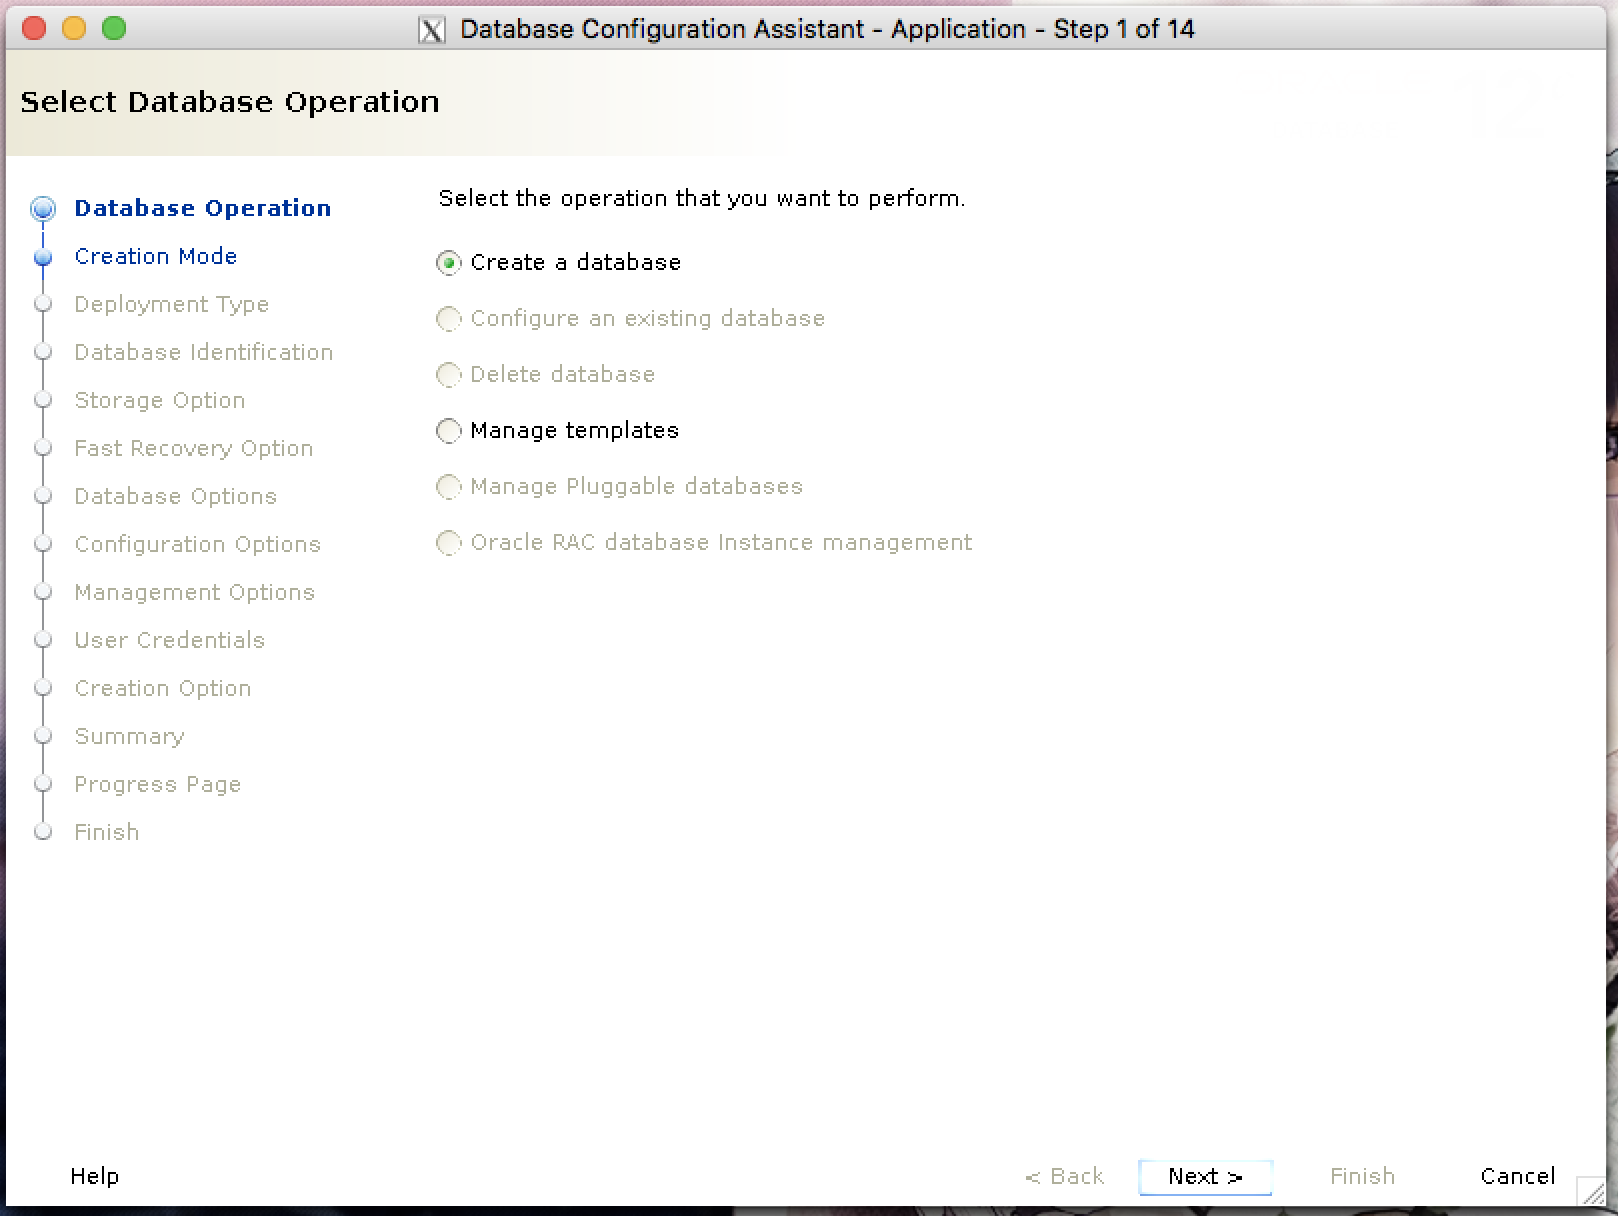 Database Configuration Assistant - Application - Step 1 of 14
Select Database Operation
Database Operation
Creation Mode
Deployment Type
Database Identification
Storage Option
Fast Recovery Option
Database Options
Configuration Options
Management Options
User Credentials
Creation Option
Summary
Progress Page
Finish
Select the operation that you want to perform.
Create a database
Configure an existing database
Delete database
Manage templates
Manage Pluggable databases
Oracle RAC database Instance management
Help
< Back
Next >
Finish
Cancel